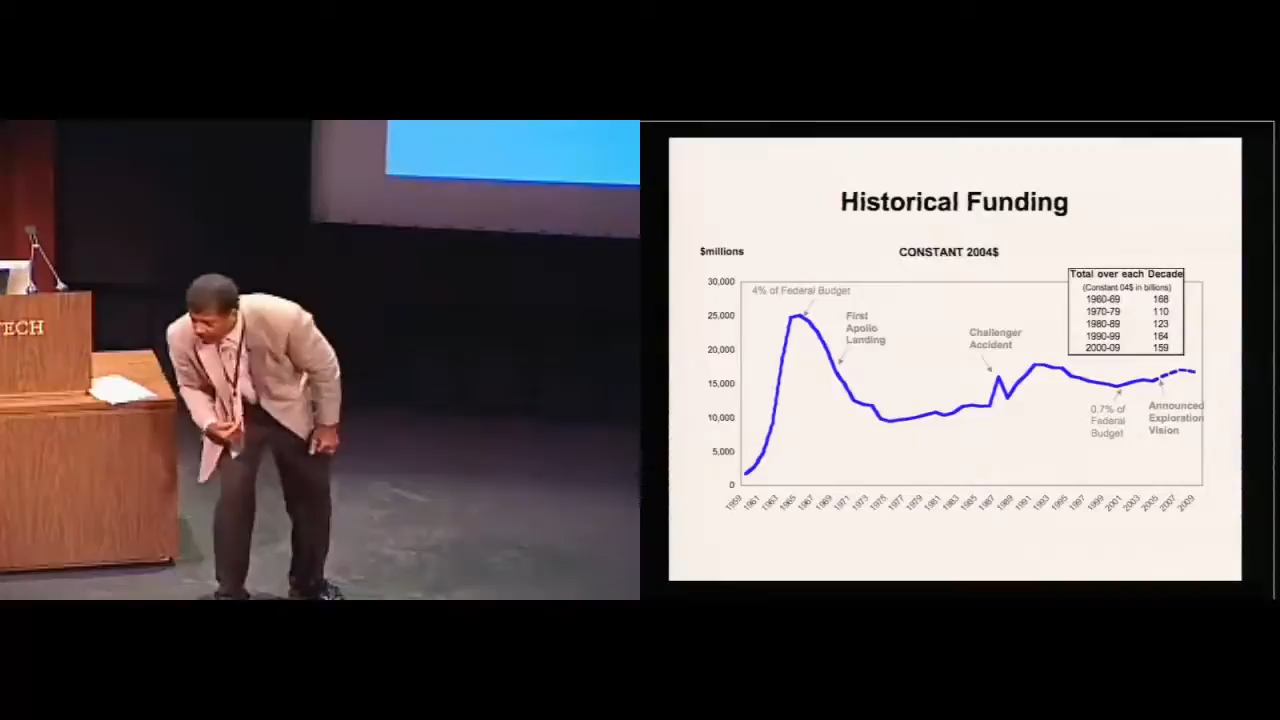 TECH
Historical Funding
$millions
CONSTANT 2004$
30,000
25,000
20,000
15,000
10,000
5,000
0
4% of Federal Budget
First
Apollo
Landing
Challenger
Accident
Total over each Decade
(Constant 04$ in billions)
1960-69 168
1970-79 110
1980-89 123
1990-99 164
2000-09 159
0.7% of
Federal
Budget
Announced
Exploration
Vision
1959 1961 1963 1965 1967 1969 1971 1973 1975 1977 1979 1981 1983 1985 1987 1989 1991 1993 1995 1997 1999 2001 2003 2005 2007 2009